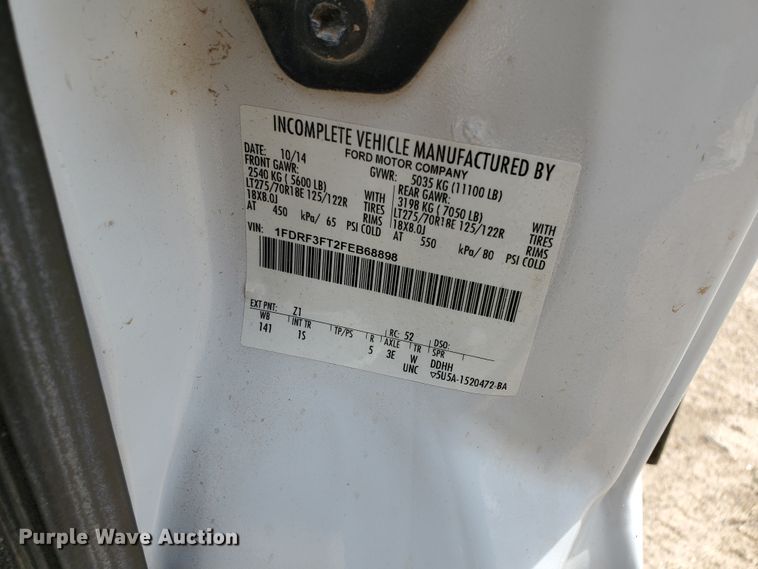 INCOMPLETE VEHICLE MANUFACTURED BY
FORD MOTOR COMPANY
DATE: 10/14 GVWR: 5035 KG (11100 LB)
FRONT GAWR: REAR GAWR:
2540 KG (5600 LB) WITH 3198 KG (7050 LB) WITH
LT275/70R18E 125/122R TIRES LT275/70R18E 125/122R TIRES
18X8.0J RIMS 18X8.0J RIMS
AT 450 kPa/ 65 PSI COLD AT 550 kPa/ 80 PSI COLD
VIN: 1FDRF3FT2FEB68898
EXT PNT: Z1 RC: 52 DSO:
WB INT TR TP/PS R AXLE TR SPR
141 1S 5 3E W DDHH
UNC ▽5U5A-1520472-BA
Purple Wave Auction